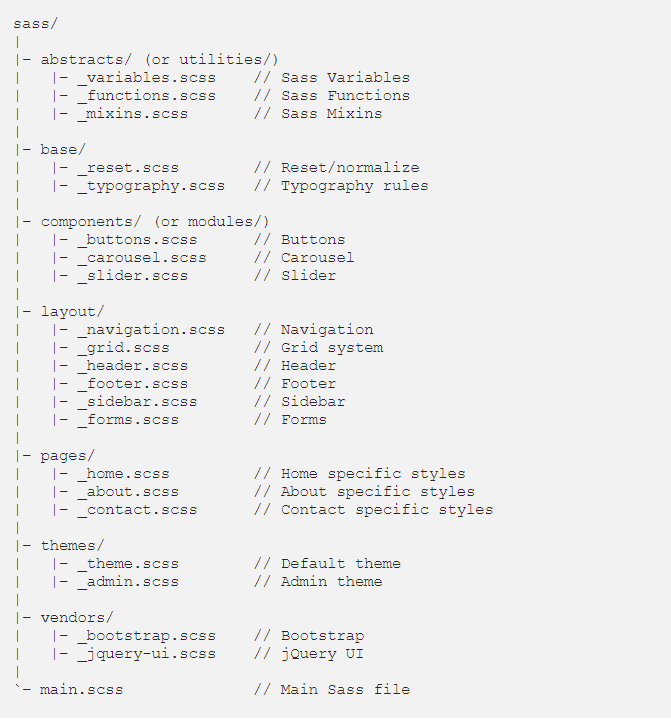 sass/
|
|– abstracts/ (or utilities/)
|   |– _variables.scss    // Sass Variables
|   |– _functions.scss    // Sass Functions
|   |– _mixins.scss       // Sass Mixins
|
|– base/
|   |– _reset.scss        // Reset/normalize
|   |– _typography.scss   // Typography rules
|
|– components/ (or modules/)
|   |– _buttons.scss      // Buttons
|   |– _carousel.scss     // Carousel
|   |– _slider.scss       // Slider
|
|– layout/
|   |– _navigation.scss   // Navigation
|   |– _grid.scss         // Grid system
|   |– _header.scss       // Header
|   |– _footer.scss       // Footer
|   |– _sidebar.scss      // Sidebar
|   |– _forms.scss        // Forms
|
|– pages/
|   |– _home.scss         // Home specific styles
|   |– _about.scss        // About specific styles
|   |– _contact.scss      // Contact specific styles
|
|– themes/
|   |– _theme.scss        // Default theme
|   |– _admin.scss        // Admin theme
|
|– vendors/
|   |– _bootstrap.scss    // Bootstrap
|   |– _jquery-ui.scss    // jQuery UI
|
`– main.scss              // Main Sass file